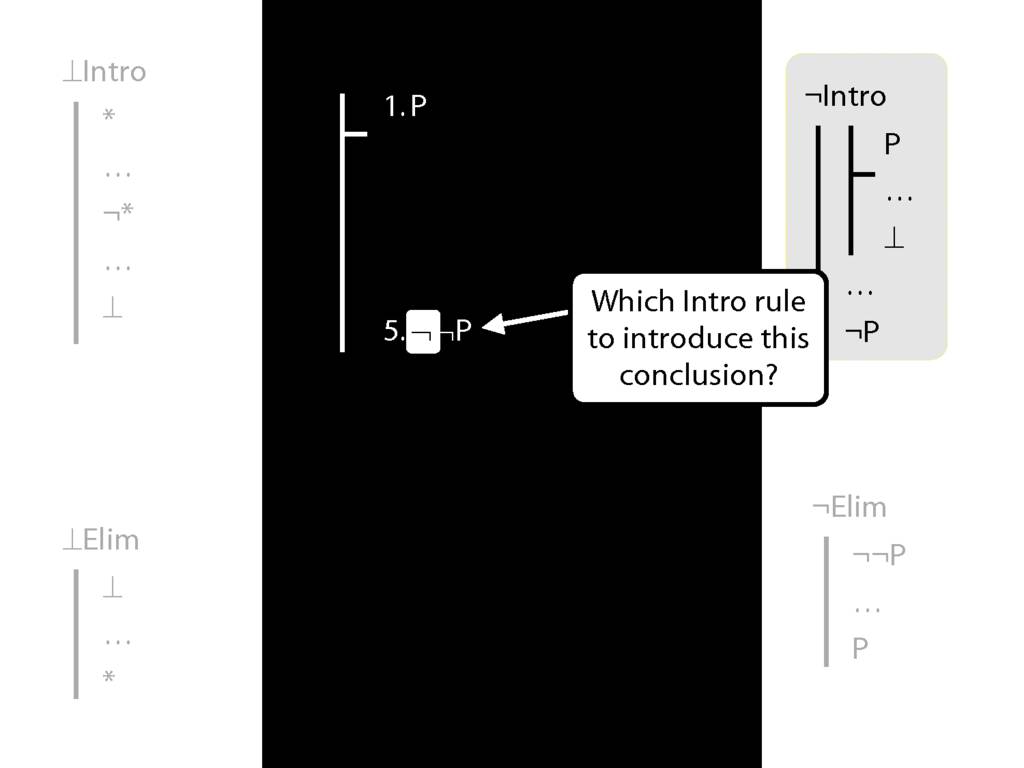 ⊥Intro
*
…
¬*
…
⊥
⊥Elim
⊥
…
*
1. P
5. ¬¬P
Which Intro rule
to introduce this
conclusion?
¬Intro
P
…
⊥
…
¬P
¬Elim
¬¬P
…
P